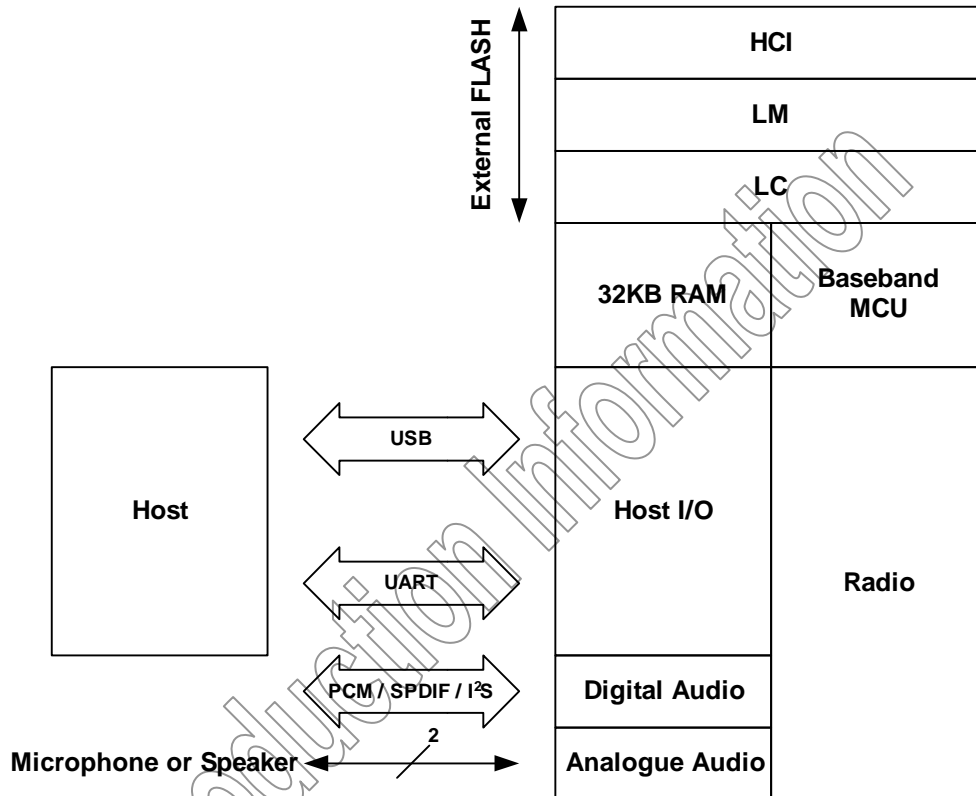 External FLASH
HCI
LM
LC
32KB RAM
Baseband
MCU
Host
USB
UART
Host I/O
Radio
PCM / SPDIF / I²S
Digital Audio
2
Microphone or Speaker
Analogue Audio
oduction Information